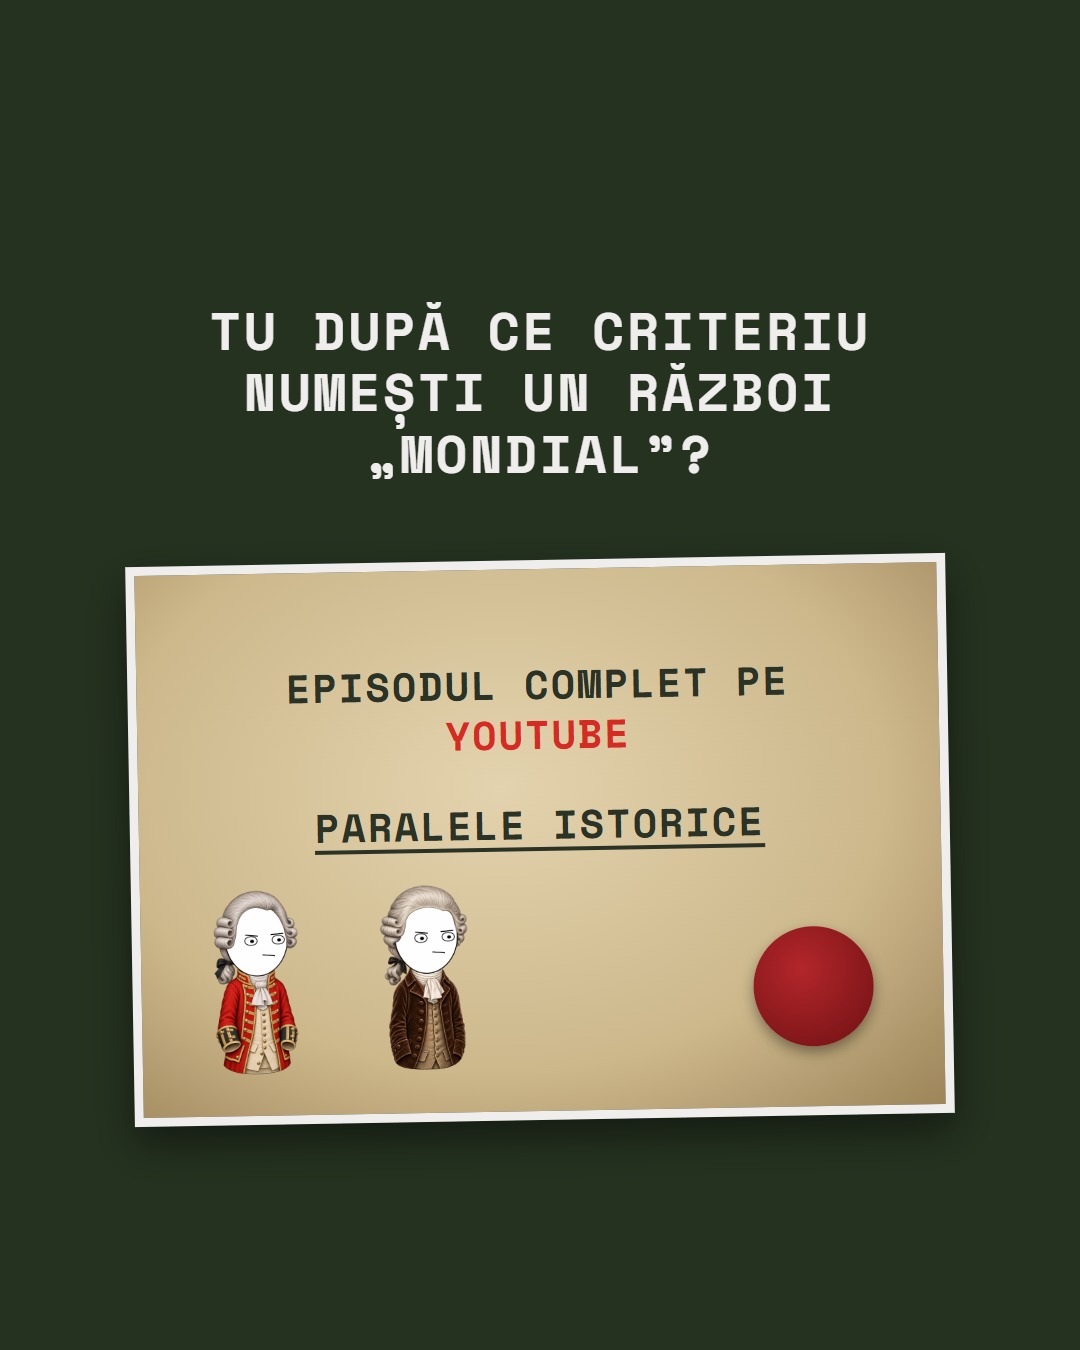 TU DUPĂ CE CRITERIU
NUMEȘTI UN RĂZBOI
„MONDIAL”?
EPISODUL COMPLET PE
YOUTUBE
PARALELE ISTORICE